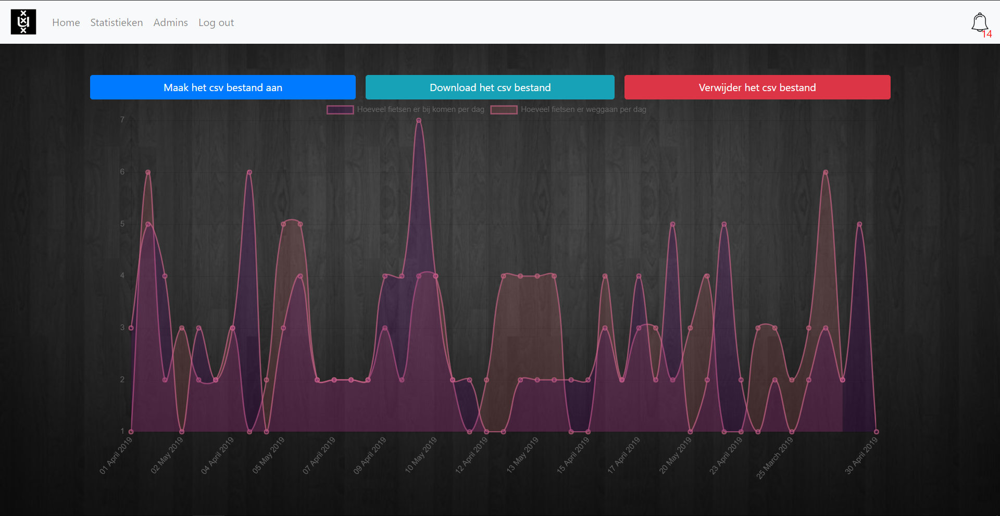 Home Statistieken Admins Log out
14
Maak het csv bestand aan Download het csv bestand Verwijder het csv bestand
Hoeveel fietsen er bij komen per dag Hoeveel fietsen er weggaan per dag
7
6
5
4
3
2
1
01 April 2019 02 May 2019 04 April 2019 05 May 2019 07 April 2019 09 April 2019 10 May 2019 12 April 2019 13 May 2019 15 April 2019 17 April 2019 20 May 2019 23 April 2019 25 March 2019 30 April 2019